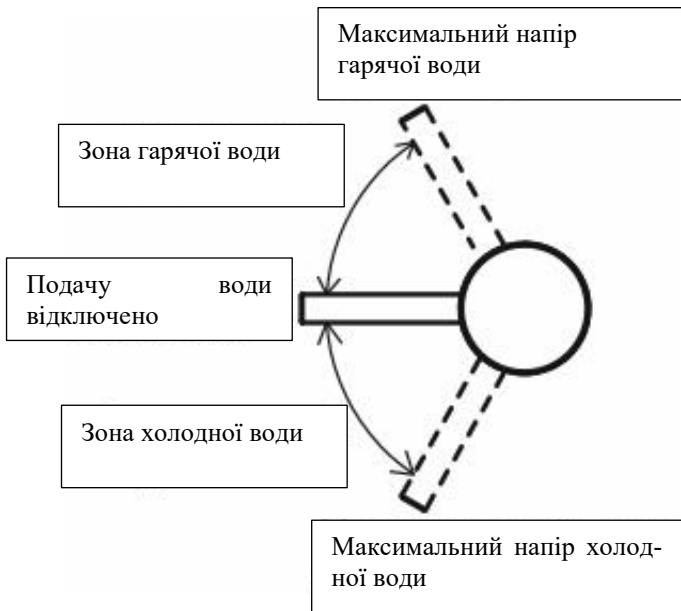 Максимальний напір
гарячої води
Зона гарячої води
Подачу води
відключено
Зона холодної води
Максимальний напір холод-
ної води